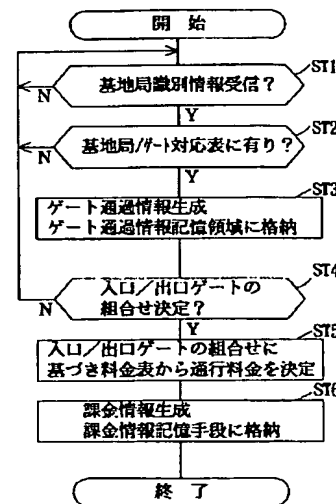 開 始
ST1
基地局識別情報受信？
N
Y
ST2
基地局/ｹﾞｰﾄ対応表に有り？
N
Y
ST3
ゲート通過情報生成
ゲート通過情報記憶領域に格納
ST4
入口／出口ゲートの
組合せ決定？
N
Y
ST5
入口／出口ゲートの組合せに
基づき料金表から通行料金を決定
ST6
課金情報生成
課金情報記憶手段に格納
終 了